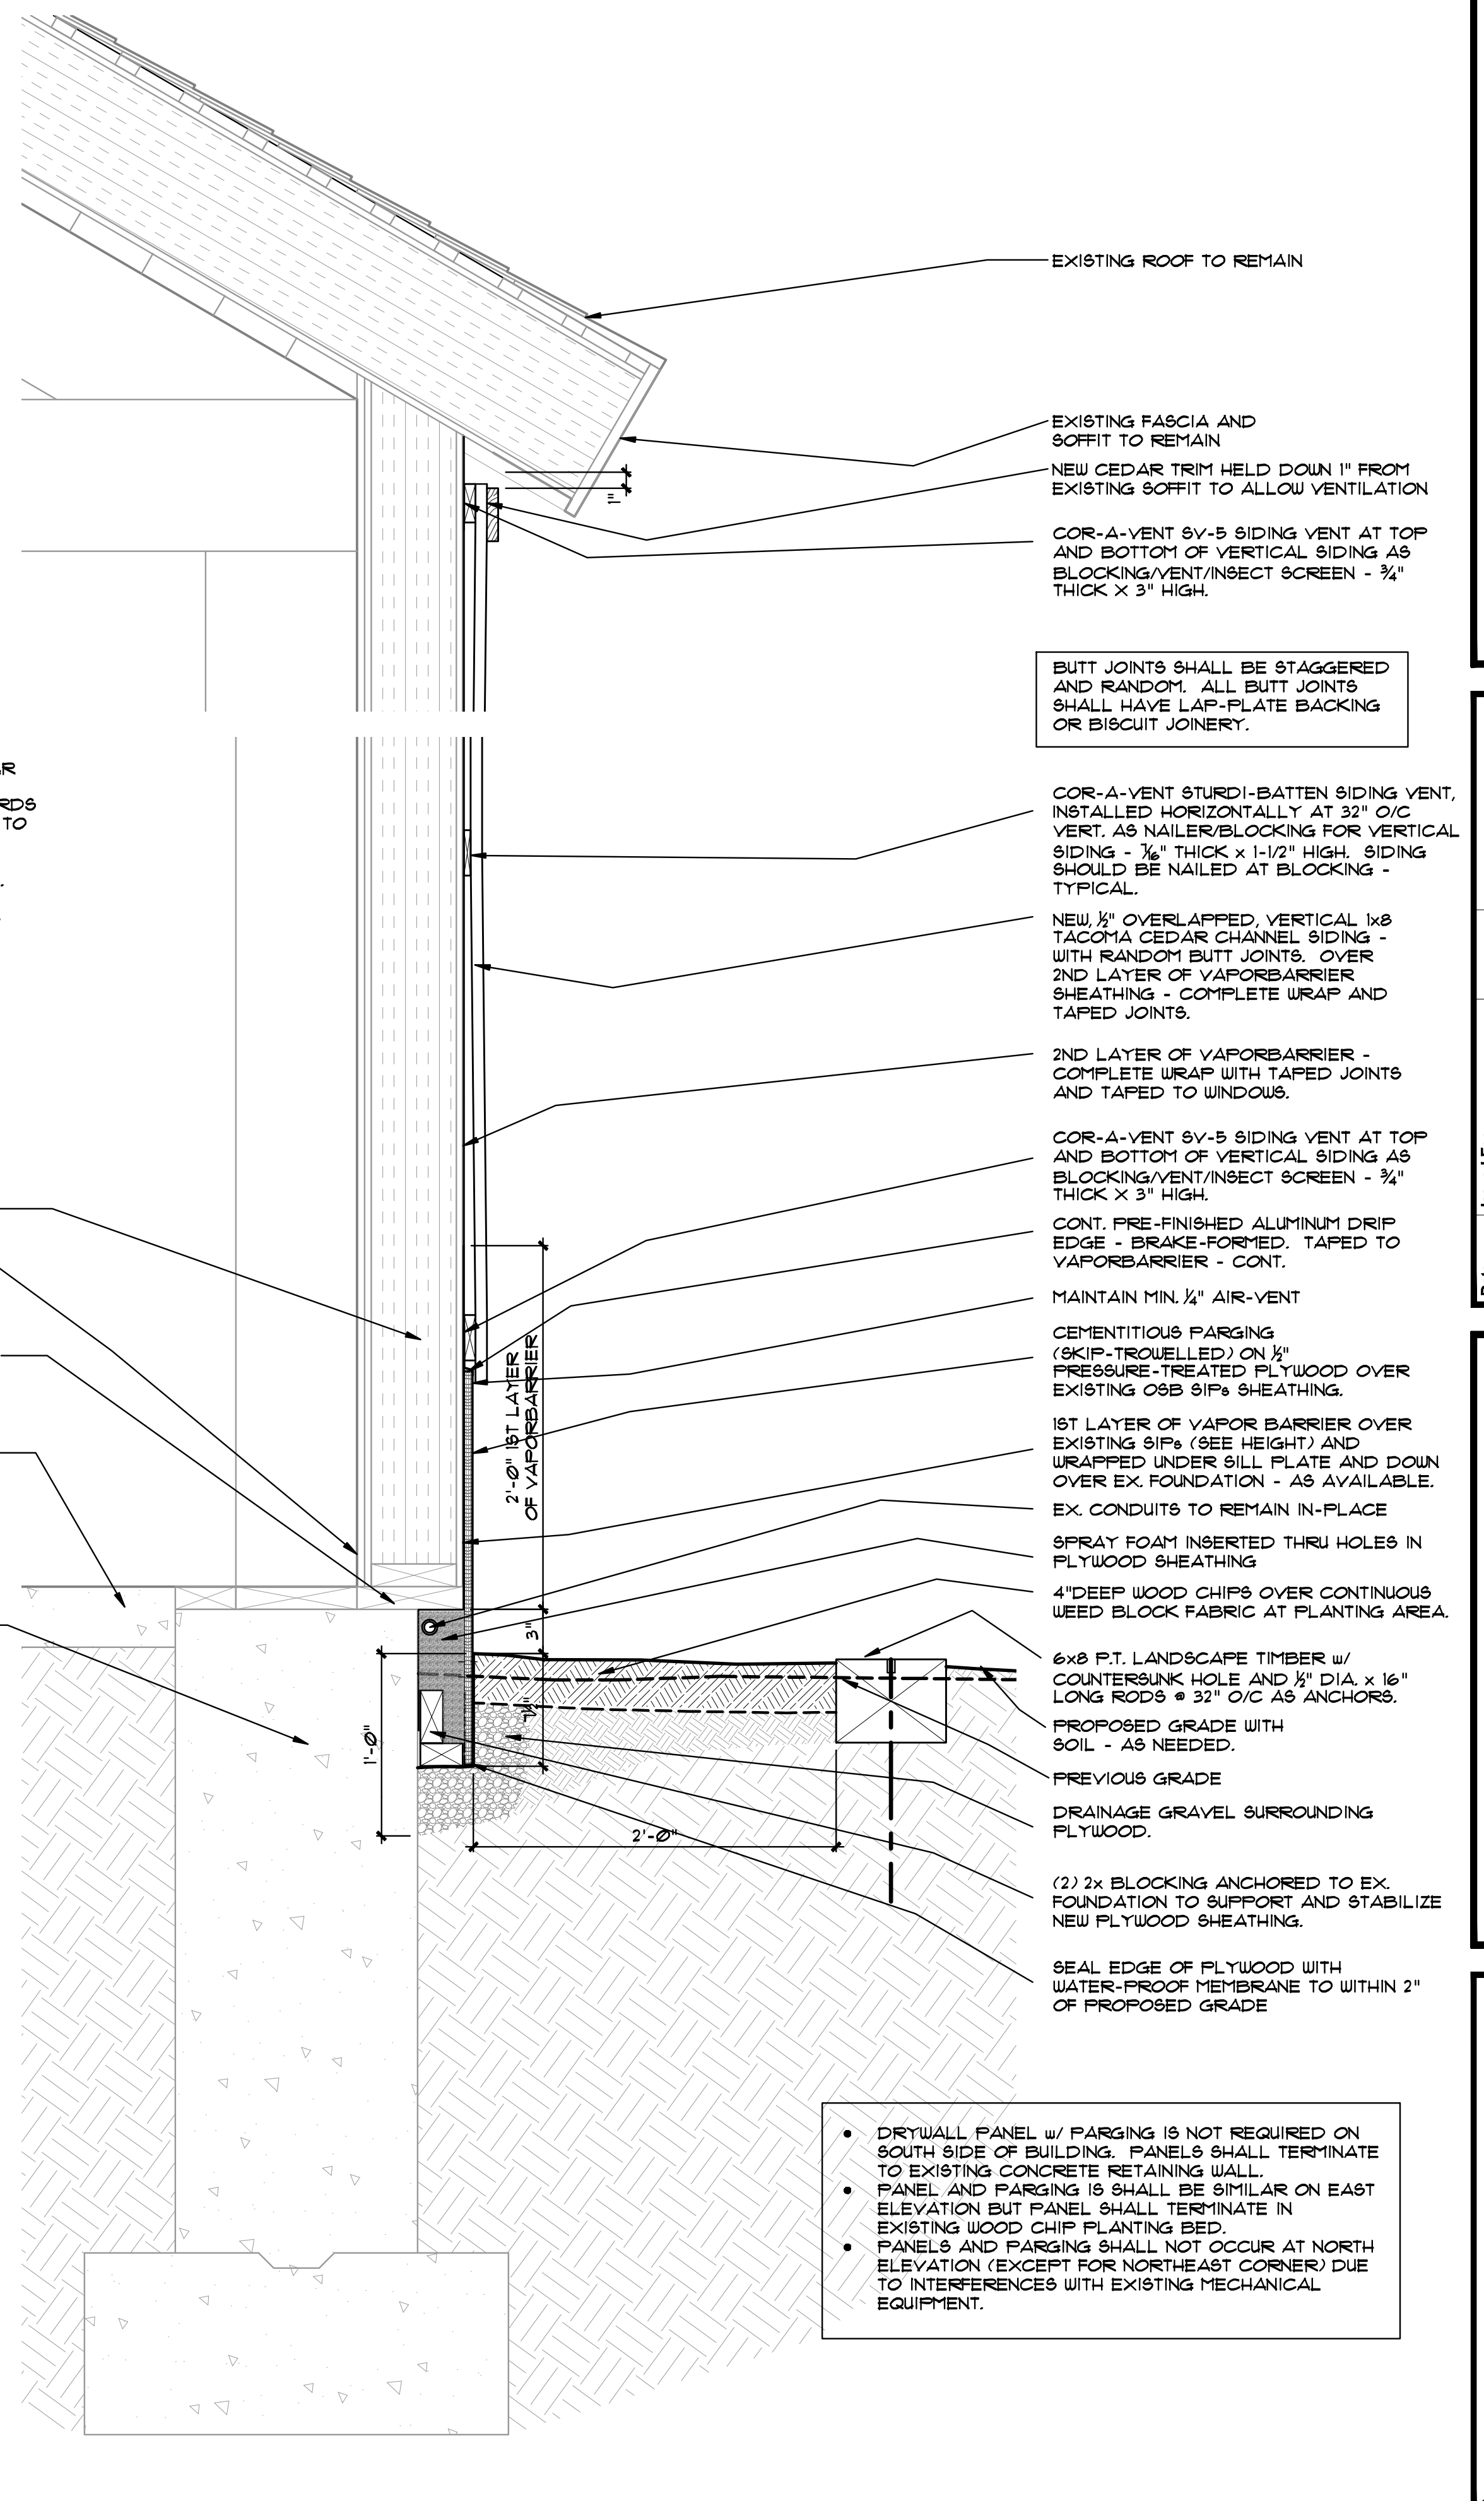 EXISTING ROOF TO REMAIN
EXISTING FASCIA AND
SOFFIT TO REMAIN
NEW CEDAR TRIM HELD DOWN 1" FROM
EXISTING SOFFIT TO ALLOW VENTILATION
1"
COR-A-VENT SV-5 SIDING VENT AT TOP
AND BOTTOM OF VERTICAL SIDING AS
BLOCKING/VENT/INSECT SCREEN - ¾"
THICK X 3" HIGH.
BUTT JOINTS SHALL BE STAGGERED
AND RANDOM. ALL BUTT JOINTS
SHALL HAVE LAP-PLATE BACKING
OR BISCUIT JOINERY.
RDS
TO
COR-A-VENT STURDI-BATTEN SIDING VENT,
INSTALLED HORIZONTALLY AT 32" O/C
VERT. AS NAILER/BLOCKING FOR VERTICAL
SIDING - 7/16" THICK x 1-1/2" HIGH. SIDING
SHOULD BE NAILED AT BLOCKING -
TYPICAL.
NEW, ½" OVERLAPPED, VERTICAL 1x8
TACOMA CEDAR CHANNEL SIDING -
WITH RANDOM BUTT JOINTS. OVER
2ND LAYER OF VAPORBARRIER
SHEATHING - COMPLETE WRAP AND
TAPED JOINTS.
2ND LAYER OF VAPORBARRIER -
COMPLETE WRAP WITH TAPED JOINTS
AND TAPED TO WINDOWS.
COR-A-VENT SV-5 SIDING VENT AT TOP
AND BOTTOM OF VERTICAL SIDING AS
BLOCKING/VENT/INSECT SCREEN - ¾"
THICK X 3" HIGH.
CONT. PRE-FINISHED ALUMINUM DRIP
EDGE - BRAKE-FORMED. TAPED TO
VAPORBARRIER - CONT.
MAINTAIN MIN. ¼" AIR-VENT
CEMENTITIOUS PARGING
(SKIP-TROWELLED) ON ½"
PRESSURE-TREATED PLYWOOD OVER
EXISTING OSB SIPs SHEATHING.
2'-0" 1ST LAYER
OF VAPORBARRIER
1ST LAYER OF VAPOR BARRIER OVER
EXISTING SIPs (SEE HEIGHT) AND
WRAPPED UNDER SILL PLATE AND DOWN
OVER EX. FOUNDATION - AS AVAILABLE.
EX. CONDUITS TO REMAIN IN-PLACE
SPRAY FOAM INSERTED THRU HOLES IN
PLYWOOD SHEATHING
4"DEEP WOOD CHIPS OVER CONTINUOUS
WEED BLOCK FABRIC AT PLANTING AREA.
3"
7½"
1'-0"
2'-0"
6x8 P.T. LANDSCAPE TIMBER w/
COUNTERSUNK HOLE AND ½" DIA. x 16"
LONG RODS @ 32" O/C AS ANCHORS.
PROPOSED GRADE WITH
SOIL - AS NEEDED.
PREVIOUS GRADE
DRAINAGE GRAVEL SURROUNDING
PLYWOOD.
(2) 2x BLOCKING ANCHORED TO EX.
FOUNDATION TO SUPPORT AND STABILIZE
NEW PLYWOOD SHEATHING.
SEAL EDGE OF PLYWOOD WITH
WATER-PROOF MEMBRANE TO WITHIN 2"
OF PROPOSED GRADE
• DRYWALL PANEL w/ PARGING IS NOT REQUIRED ON
SOUTH SIDE OF BUILDING. PANELS SHALL TERMINATE
TO EXISTING CONCRETE RETAINING WALL.
• PANEL AND PARGING IS SHALL BE SIMILAR ON EAST
ELEVATION BUT PANEL SHALL TERMINATE IN
EXISTING WOOD CHIP PLANTING BED.
• PANELS AND PARGING SHALL NOT OCCUR AT NORTH
ELEVATION (EXCEPT FOR NORTHEAST CORNER) DUE
TO INTERFERENCES WITH EXISTING MECHANICAL
EQUIPMENT.